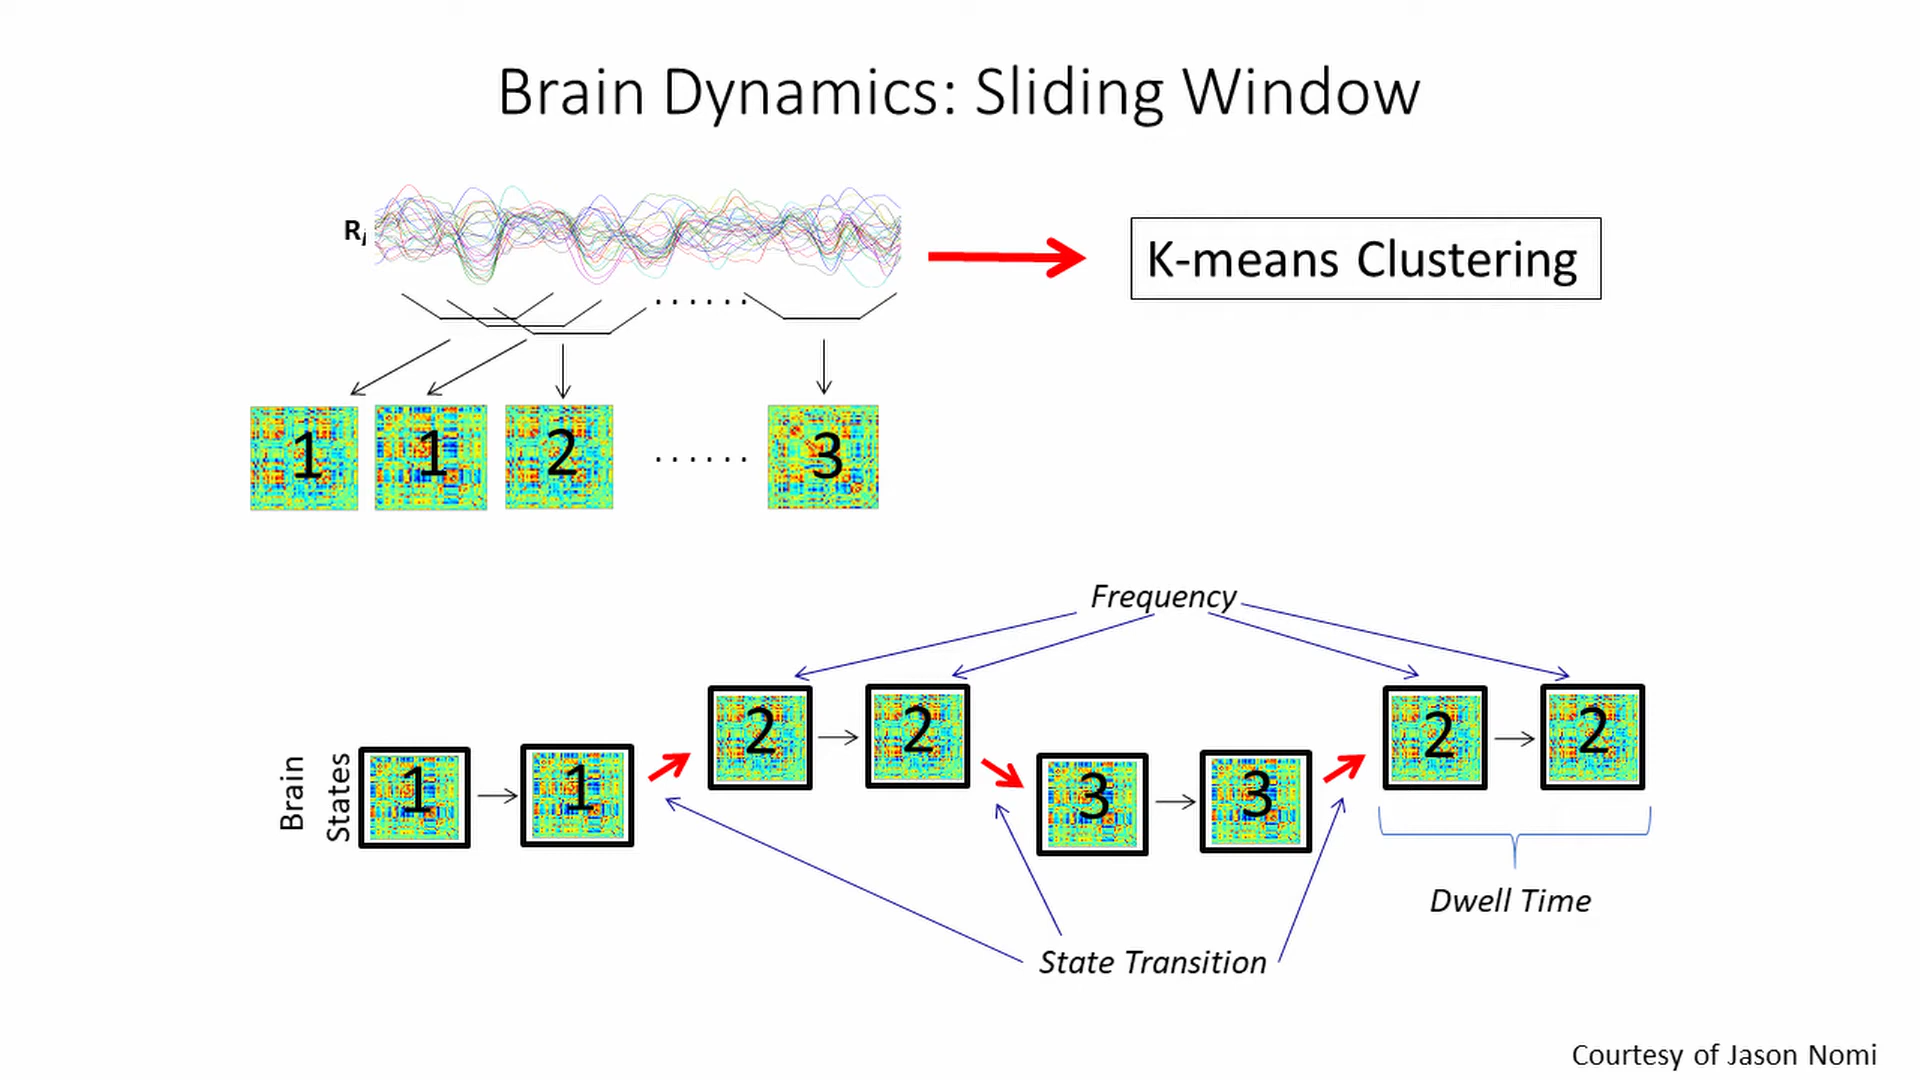 Brain Dynamics: Sliding Window
Rj
K-means Clustering
......
1 1 2 ...... 3
Frequency
Brain
States
1 1 2 2 3 3 2 2
Dwell Time
State Transition
Courtesy of Jason Nomi